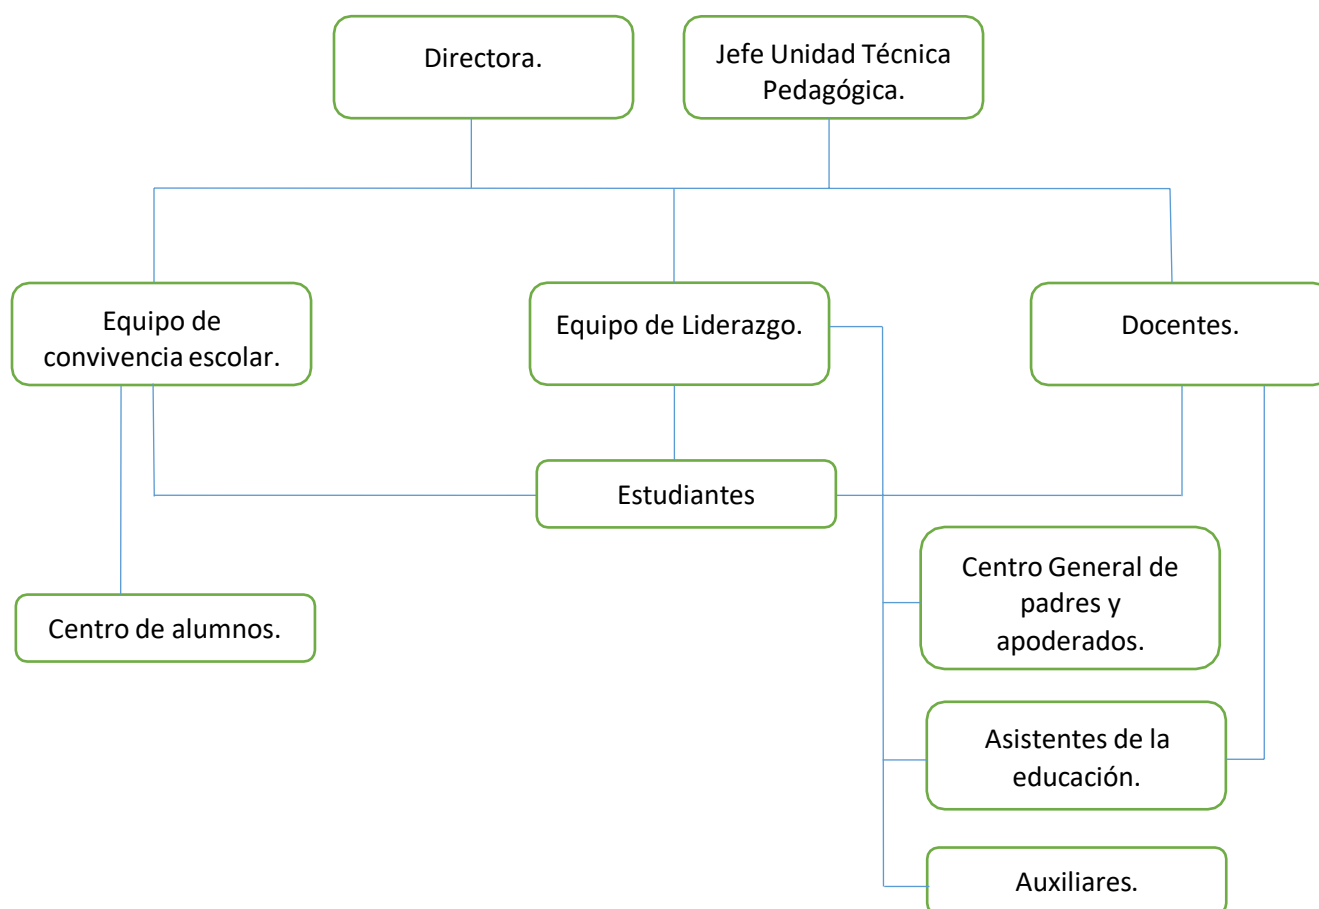 Directora.
Jefe Unidad Técnica
Pedagógica.
Equipo de
convivencia escolar.
Equipo de Liderazgo.
Docentes.
Estudiantes
Centro General de
padres y
apoderados.
Centro de alumnos.
Asistentes de la
educación.
Auxiliares.